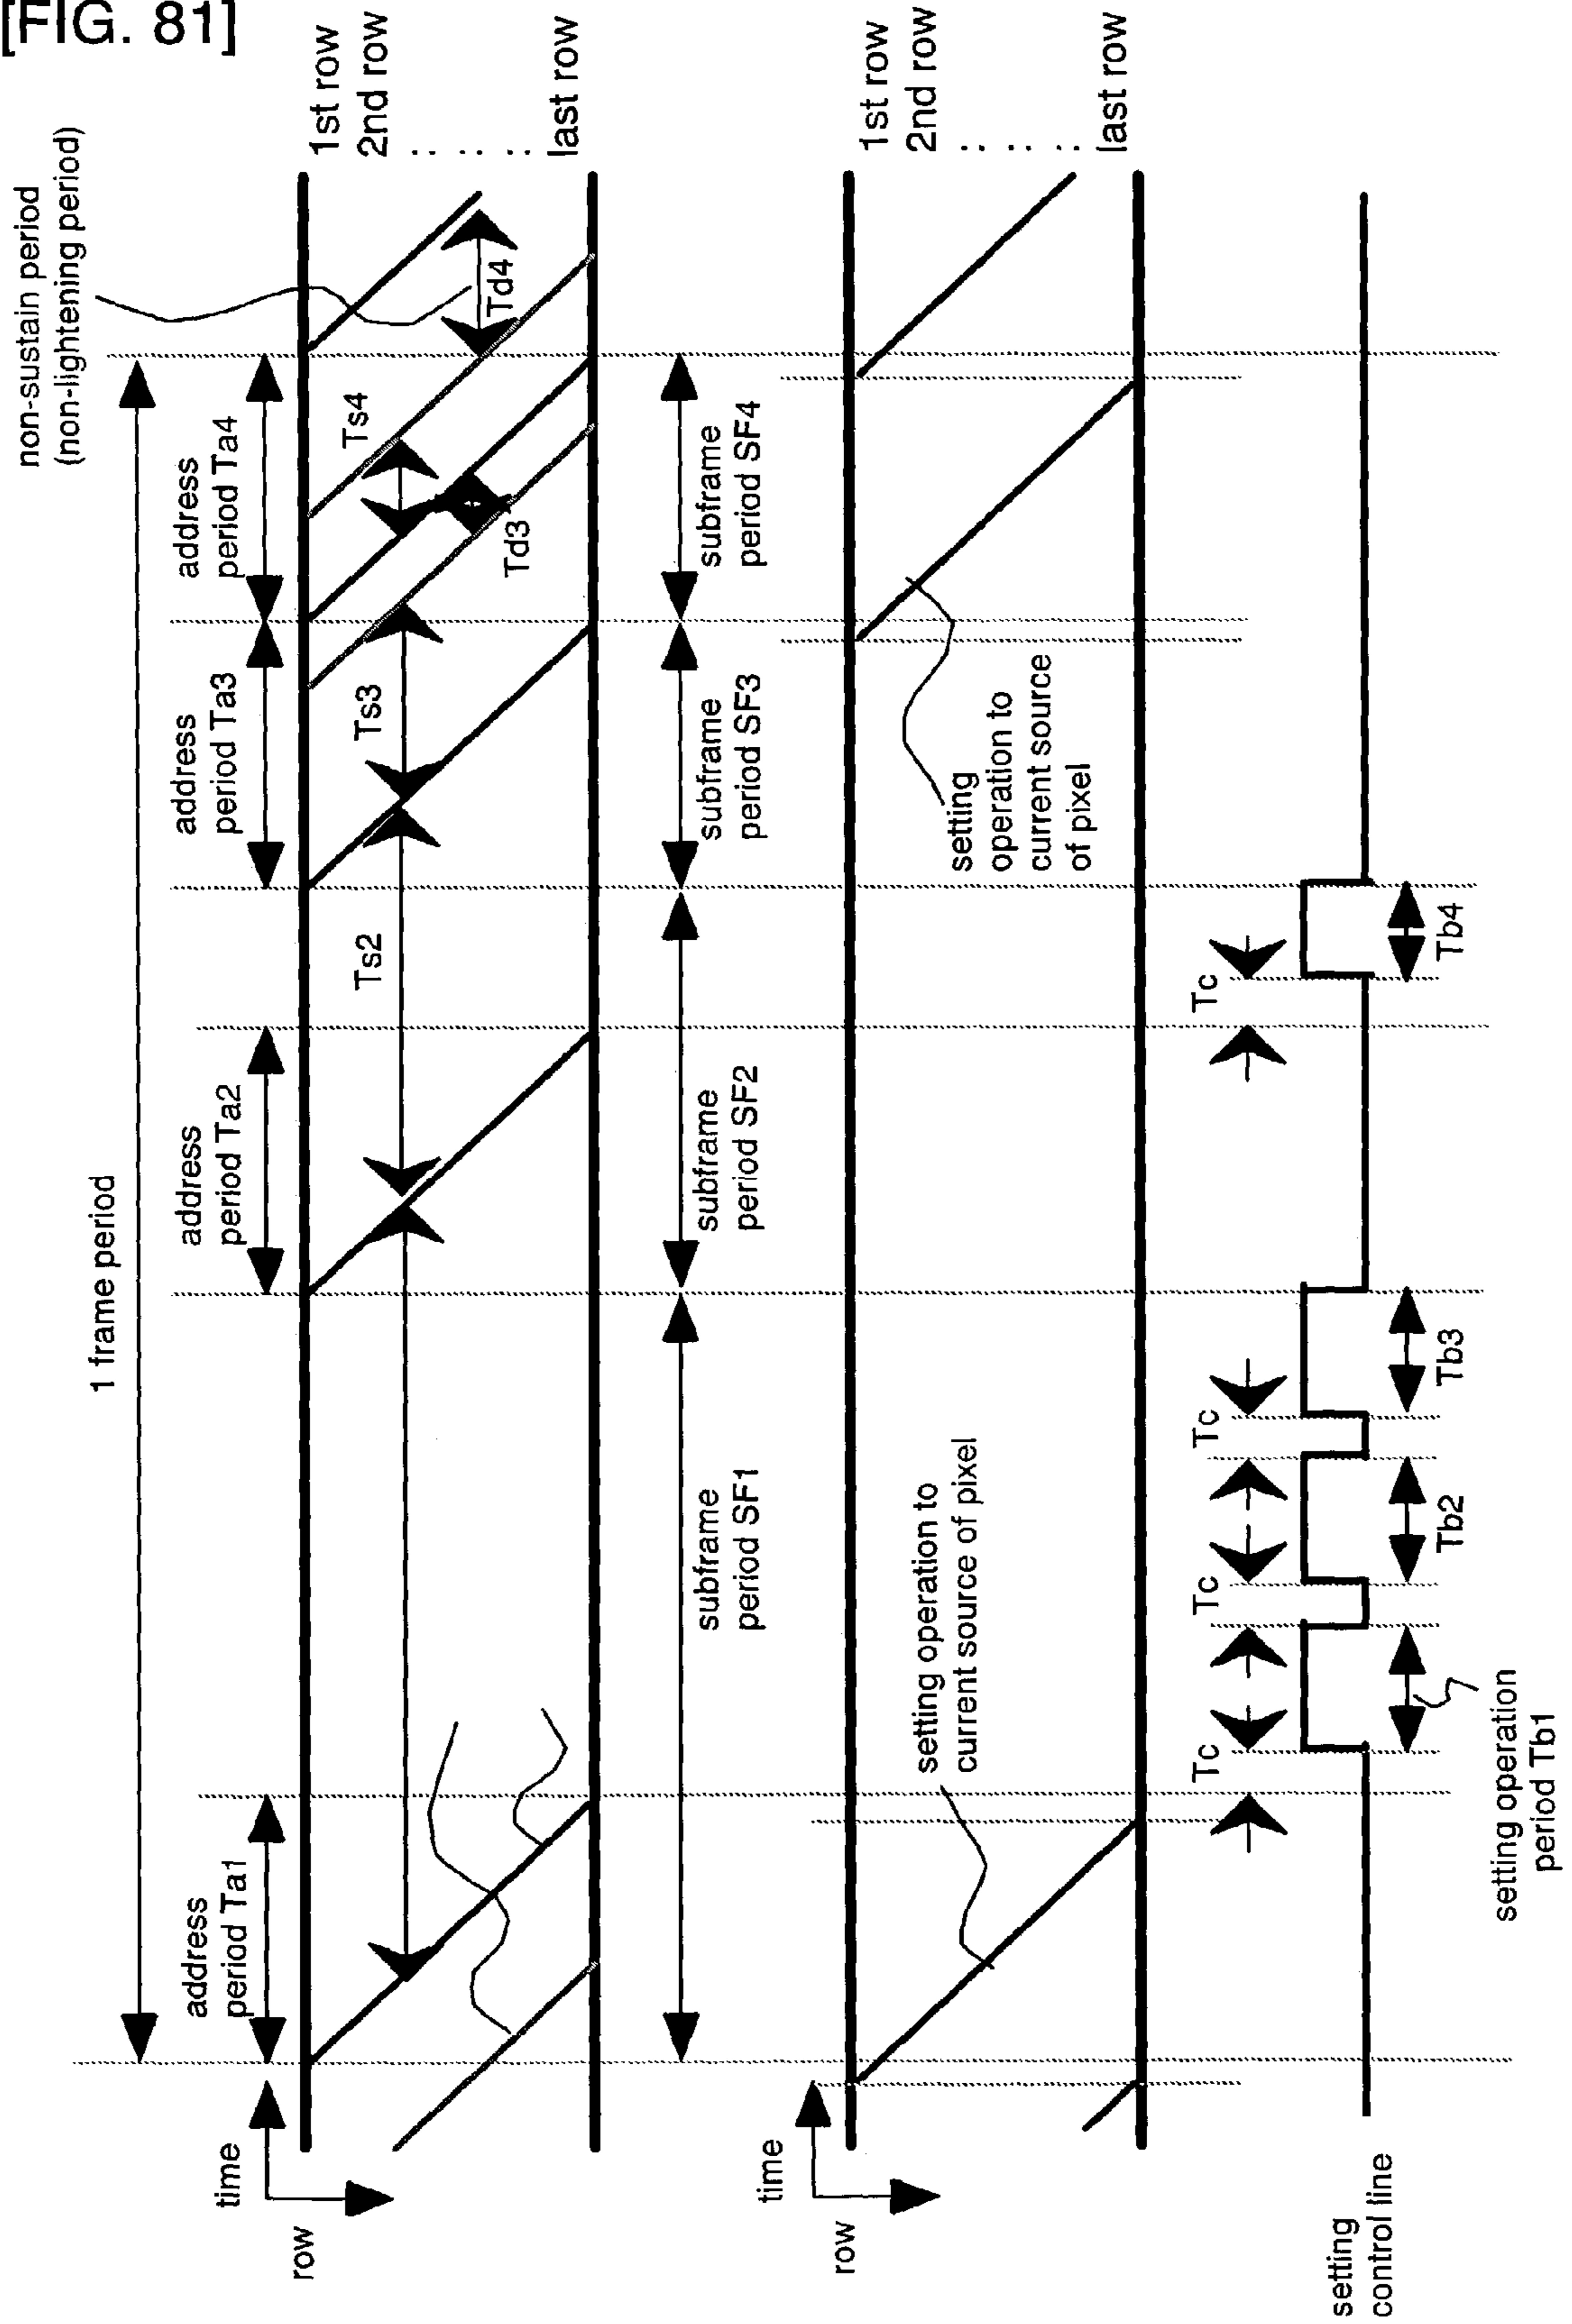 [FIG. 81]
non-sustain period
(non-lightening period)
1 frame period
address
period Ta1
address
period Ta2
address
period Ta3
address
period Ta4
time
row
1st row
2nd row
: : :
last row
Ts2
Ts3
Ts4
Td3
Td4
subframe
period SF1
subframe
period SF2
subframe
period SF3
subframe
period SF4
time
row
1st row
2nd row
: : :
last row
setting operation to
current source of pixel
setting
operation to
current source
of pixel
Tc
Tc
Tc
Tc
setting
control line
setting operation
period Tb1
Tb2
Tb3
Tb4